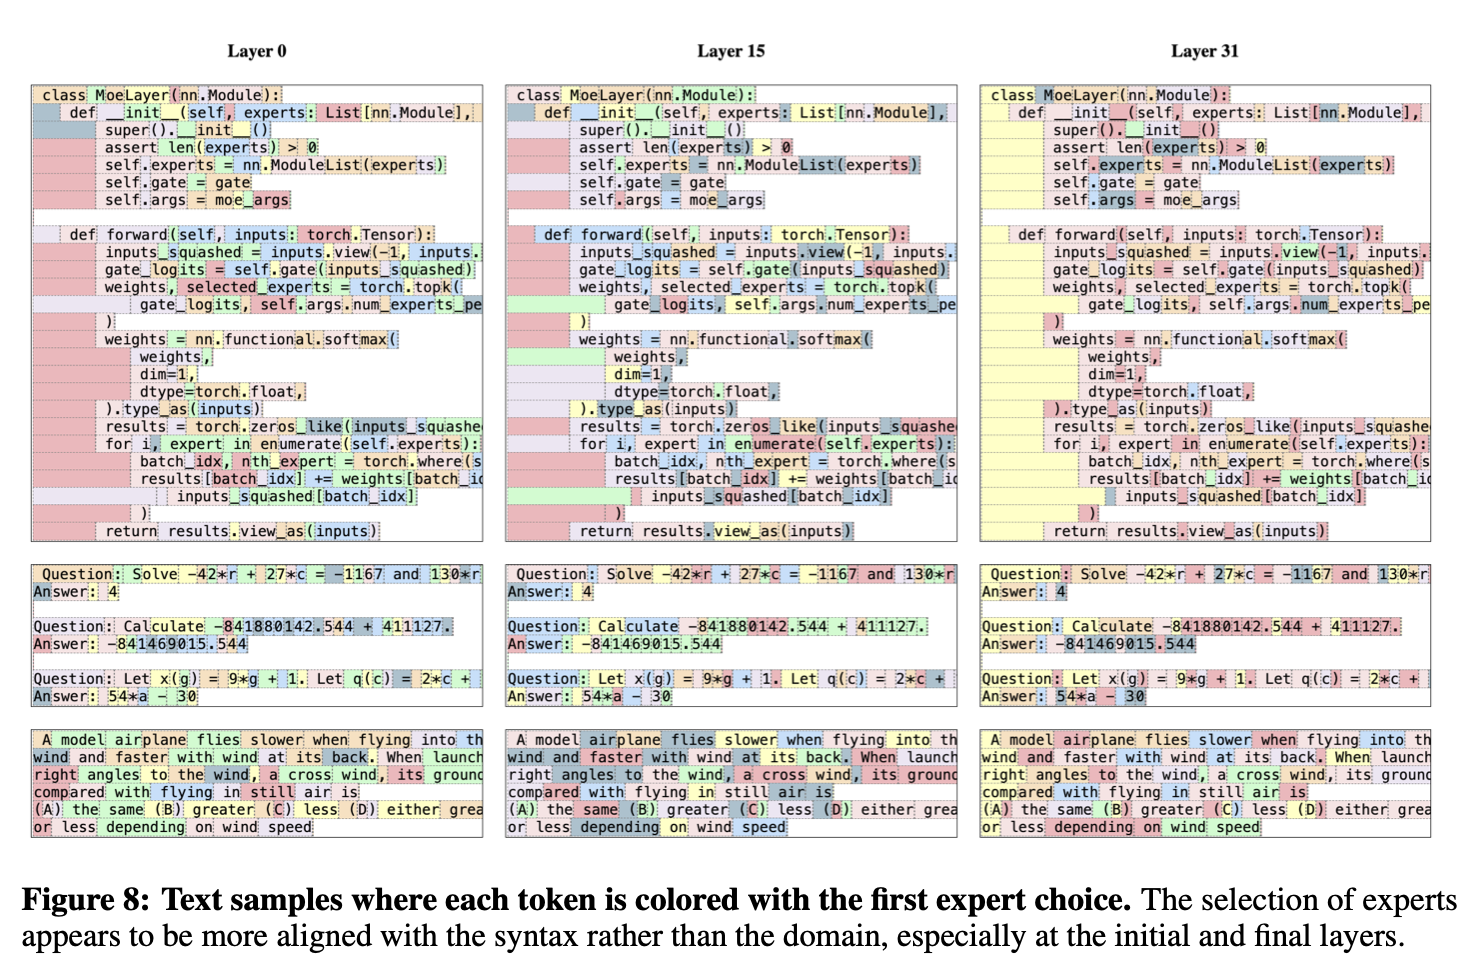 Layer 0
Layer 15
Layer 31
class MoeLayer(nn.Module):
def __init__(self, experts: List[nn.Module],
super().__init__()
assert len(experts) > 0
self.experts = nn.ModuleList(experts)
self.gate = gate
self.args = moe_args
def forward(self, inputs: torch.Tensor):
inputs_squashed = inputs.view(-1, inputs.
gate_logits = self.gate(inputs_squashed)
weights, selected_experts = torch.topk(
gate_logits, self.args.num_experts_pe
)
weights = nn.functional.softmax(
weights,
dim=1,
dtype=torch.float,
).type_as(inputs)
results = torch.zeros_like(inputs_squashe
for i, expert in enumerate(self.experts):
batch_idx, nth_expert = torch.where(s
results[batch_idx] += weights[batch_id
inputs_squashed[batch_idx]
)
return results.view_as(inputs)
class MoeLayer(nn.Module):
def __init__(self, experts: List[nn.Module],
super().__init__()
assert len(experts) > 0
self.experts = nn.ModuleList(experts)
self.gate = gate
self.args = moe_args
def forward(self, inputs: torch.Tensor):
inputs_squashed = inputs.view(-1, inputs.
gate_logits = self.gate(inputs_squashed)
weights, selected_experts = torch.topk(
gate_logits, self.args.num_experts_pe
)
weights = nn.functional.softmax(
weights,
dim=1,
dtype=torch.float,
).type_as(inputs)
results = torch.zeros_like(inputs_squashe
for i, expert in enumerate(self.experts):
batch_idx, nth_expert = torch.where(s
results[batch_idx] += weights[batch_id
inputs_squashed[batch_idx]
)
return results.view_as(inputs)
class MoeLayer(nn.Module):
def __init__(self, experts: List[nn.Module],
super().__init__()
assert len(experts) > 0
self.experts = nn.ModuleList(experts)
self.gate = gate
self.args = moe_args
def forward(self, inputs: torch.Tensor):
inputs_squashed = inputs.view(-1, inputs.
gate_logits = self.gate(inputs_squashed)
weights, selected_experts = torch.topk(
gate_logits, self.args.num_experts_pe
)
weights = nn.functional.softmax(
weights,
dim=1,
dtype=torch.float,
).type_as(inputs)
results = torch.zeros_like(inputs_squashe
for i, expert in enumerate(self.experts):
batch_idx, nth_expert = torch.where(s
results[batch_idx] += weights[batch_id
inputs_squashed[batch_idx]
)
return results.view_as(inputs)
Question: Solve -42*r + 27*c = -1167 and 130*r
Answer: 4
Question: Calculate -841880142.544 + 411127.
Answer: -841469015.544
Question: Let x(g) = 9*g + 1. Let q(c) = 2*c +
Answer: 54*a - 30
Question: Solve -42*r + 27*c = -1167 and 130*r
Answer: 4
Question: Calculate -841880142.544 + 411127.
Answer: -841469015.544
Question: Let x(g) = 9*g + 1. Let q(c) = 2*c +
Answer: 54*a - 30
Question: Solve -42*r + 27*c = -1167 and 130*r
Answer: 4
Question: Calculate -841880142.544 + 411127.
Answer: -841469015.544
Question: Let x(g) = 9*g + 1. Let q(c) = 2*c +
Answer: 54*a - 30
A model airplane flies slower when flying into th
wind and faster with wind at its back. When launch
right angles to the wind, a cross wind, its ground
compared with flying in still air is
(A) the same (B) greater (C) less (D) either grea
or less depending on wind speed
A model airplane flies slower when flying into th
wind and faster with wind at its back. When launch
right angles to the wind, a cross wind, its ground
compared with flying in still air is
(A) the same (B) greater (C) less (D) either grea
or less depending on wind speed
A model airplane flies slower when flying into th
wind and faster with wind at its back. When launch
right angles to the wind, a cross wind, its ground
compared with flying in still air is
(A) the same (B) greater (C) less (D) either grea
or less depending on wind speed
Figure 8: Text samples where each token is colored with the first expert choice. The selection of experts
appears to be more aligned with the syntax rather than the domain, especially at the initial and final layers.